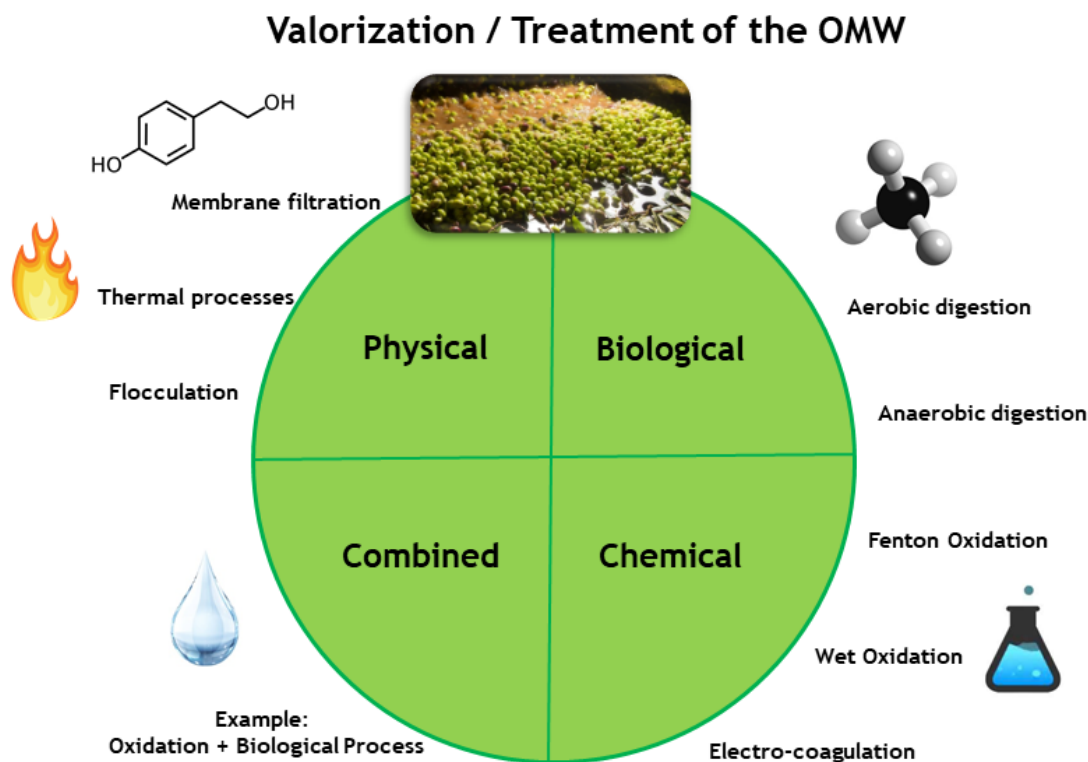 Valorization / Treatment of the OMW
OH
HO
Membrane filtration
Thermal processes
Flocculation
Physical
Biological
Aerobic digestion
Anaerobic digestion
Combined
Chemical
Fenton Oxidation
Wet Oxidation
Example:
Oxidation + Biological Process
Electro-coagulation